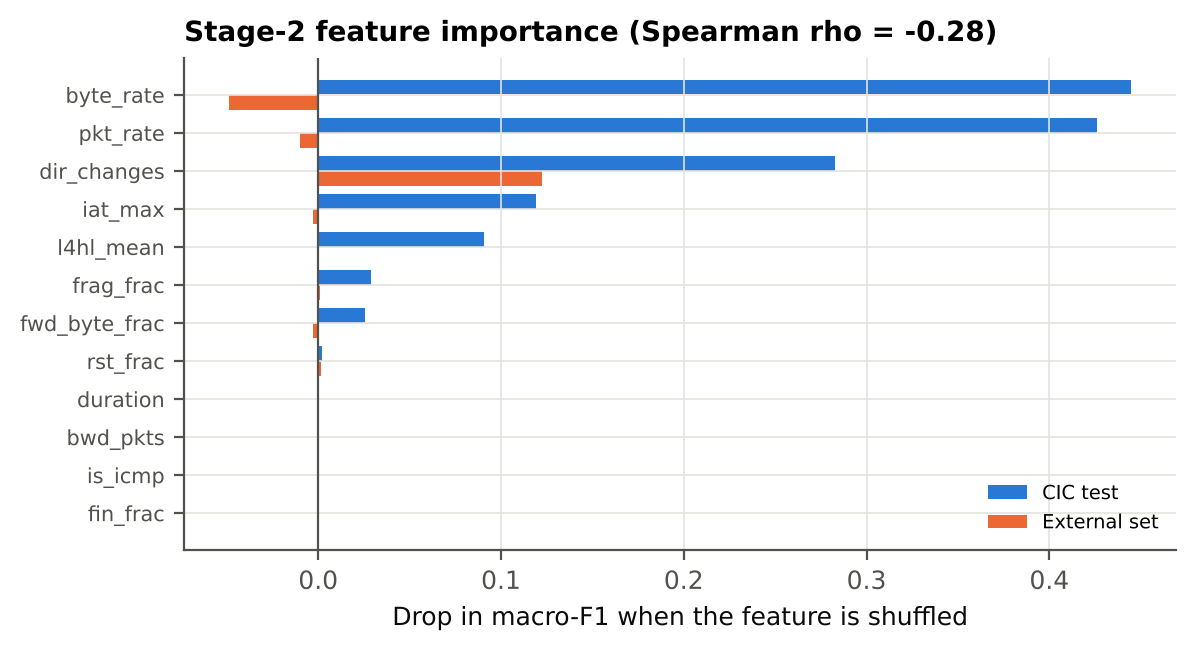 Stage-2 feature importance (Spearman rho = -0.28)
byte_rate
pkt_rate
dir_changes
iat_max
l4hl_mean
frag_frac
fwd_byte_frac
rst_frac
duration
bwd_pkts
is_icmp
fin_frac
CIC test
External set
0.0 0.1 0.2 0.3 0.4
Drop in macro-F1 when the feature is shuffled